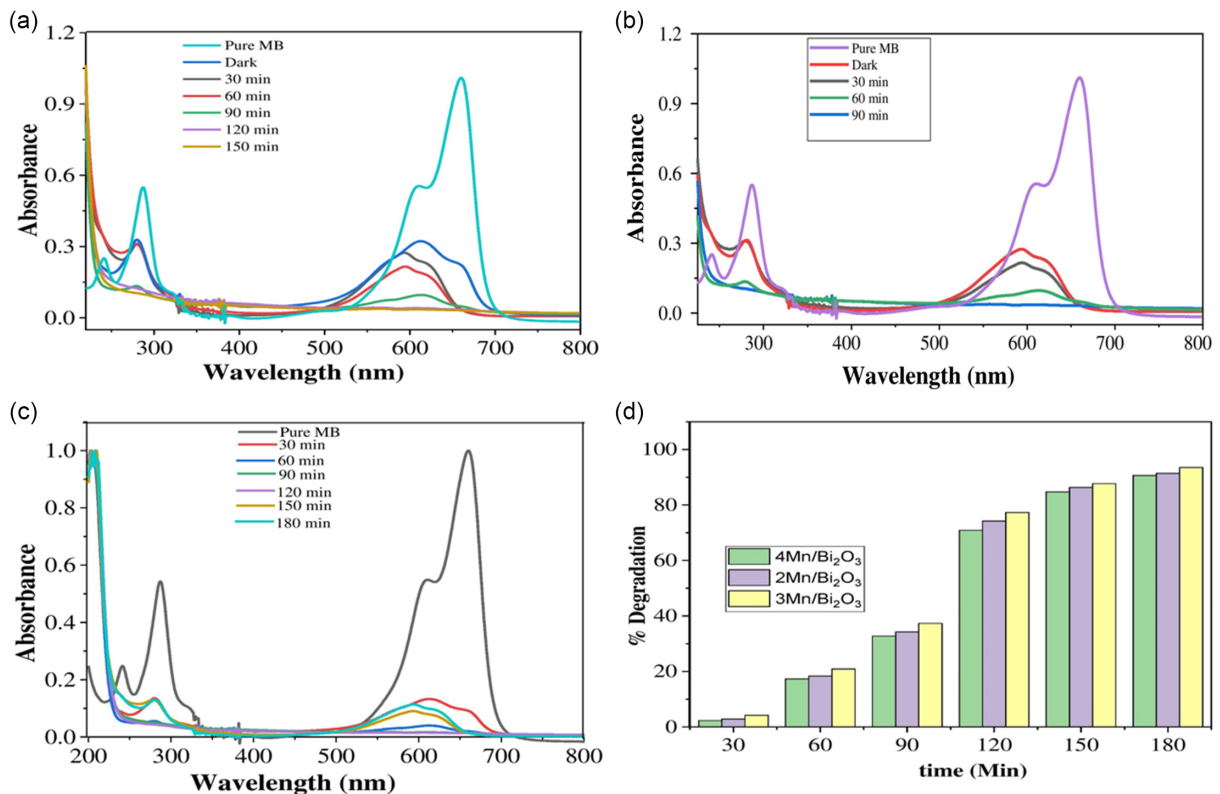 (a)
1.2
0.9
0.6
0.3
0.0
Absorbance
Pure MB
Dark
30 min
60 min
90 min
120 min
150 min
300 400 500 600 700 800
Wavelength (nm)
(b)
1.2
0.9
0.6
0.3
0.0
Absorbance
Pure MB
Dark
30 min
60 min
90 min
300 400 500 600 700 800
Wavelength (nm)
(c)
1.0
0.8
0.6
0.4
0.2
0.0
Absorbance
Pure MB
30 min
60 min
90 min
120 min
150 min
180 min
200 300 400 500 600 700 800
Wavelength (nm)
(d)
100
80
60
40
20
0
% Degradation
4Mn/Bi₂O₃
2Mn/Bi₂O₃
3Mn/Bi₂O₃
30 60 90 120 150 180
time (Min)